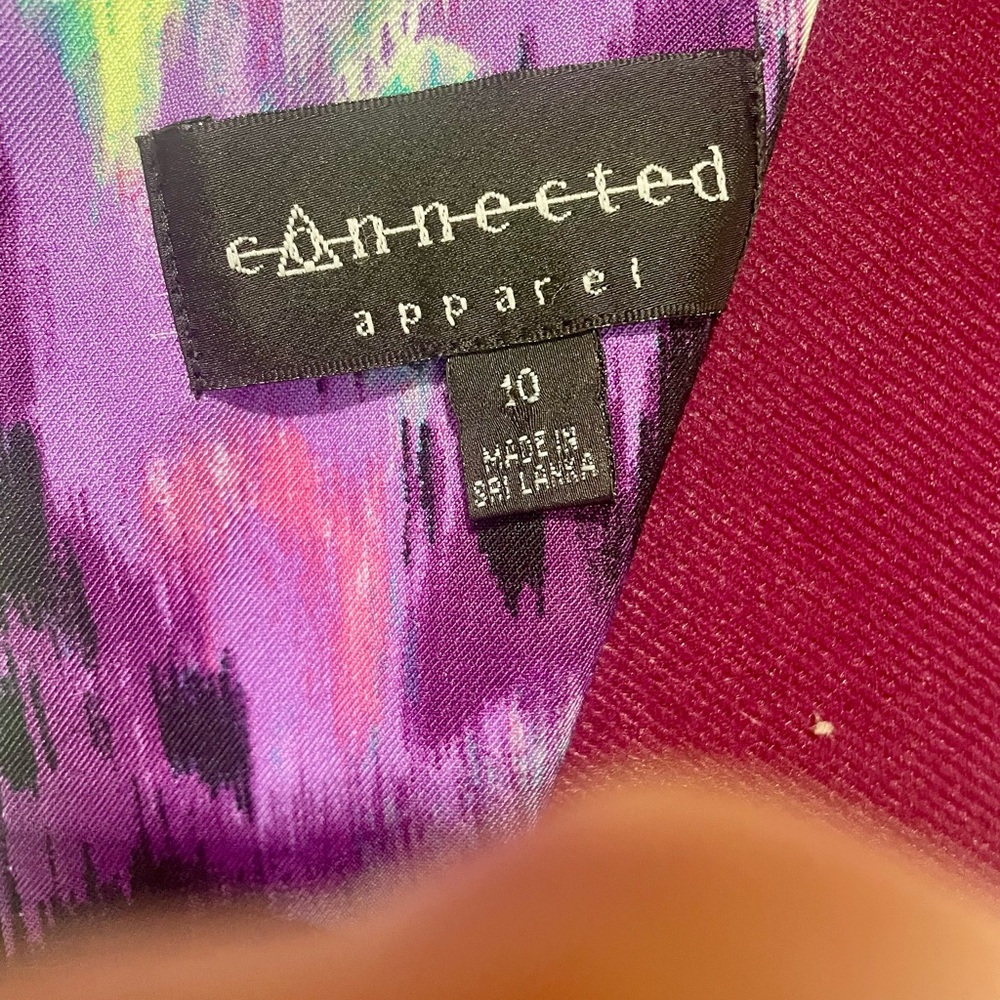 connected
apparel
10
MADE IN
SRI LANKA